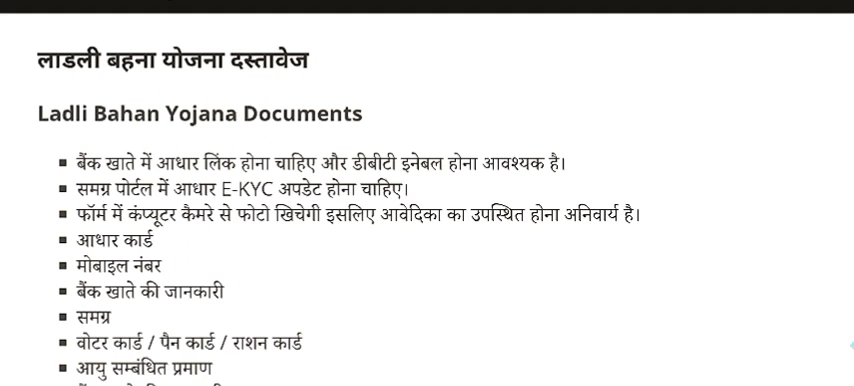 लाडली बहना योजना दस्तावेज
Ladli Bahan Yojana Documents
बैंक खाते में आधार लिंक होना चाहिए और डीबीटी इनेबल होना आवश्यक है।
समग्र पोर्टल में आधार E-KYC अपडेट होना चाहिए।
फॉर्म में कंप्यूटर कैमरे से फोटो खिचेगी इसलिए आवेदिका का उपस्थित होना अनिवार्य है।
आधार कार्ड
मोबाइल नंबर
बैंक खाते की जानकारी
समग्र
वोटर कार्ड / पैन कार्ड / राशन कार्ड
आयु सम्बंधित प्रमाण